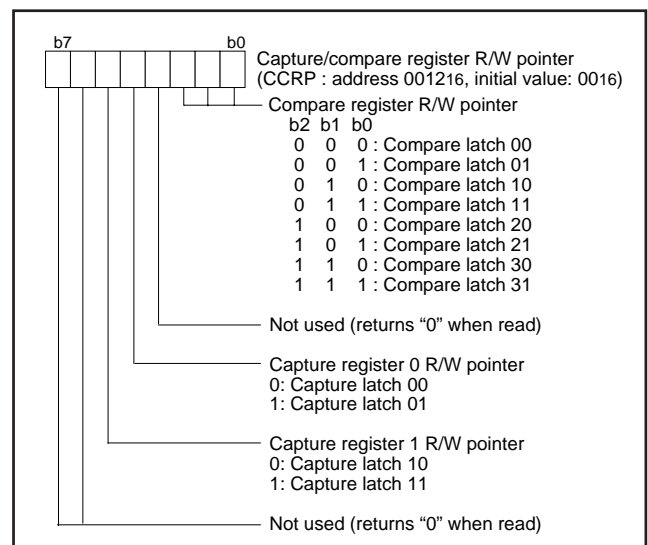 b7 b0
Capture/compare register R/W pointer
(CCRP : address 001216, initial value: 0016)
Compare register R/W pointer
b2 b1 b0
0 0 0 : Compare latch 00
0 0 1 : Compare latch 01
0 1 0 : Compare latch 10
0 1 1 : Compare latch 11
1 0 0 : Compare latch 20
1 0 1 : Compare latch 21
1 1 0 : Compare latch 30
1 1 1 : Compare latch 31
Not used (returns “0” when read)
Capture register 0 R/W pointer
0: Capture latch 00
1: Capture latch 01
Capture register 1 R/W pointer
0: Capture latch 10
1: Capture latch 11
Not used (returns “0” when read)